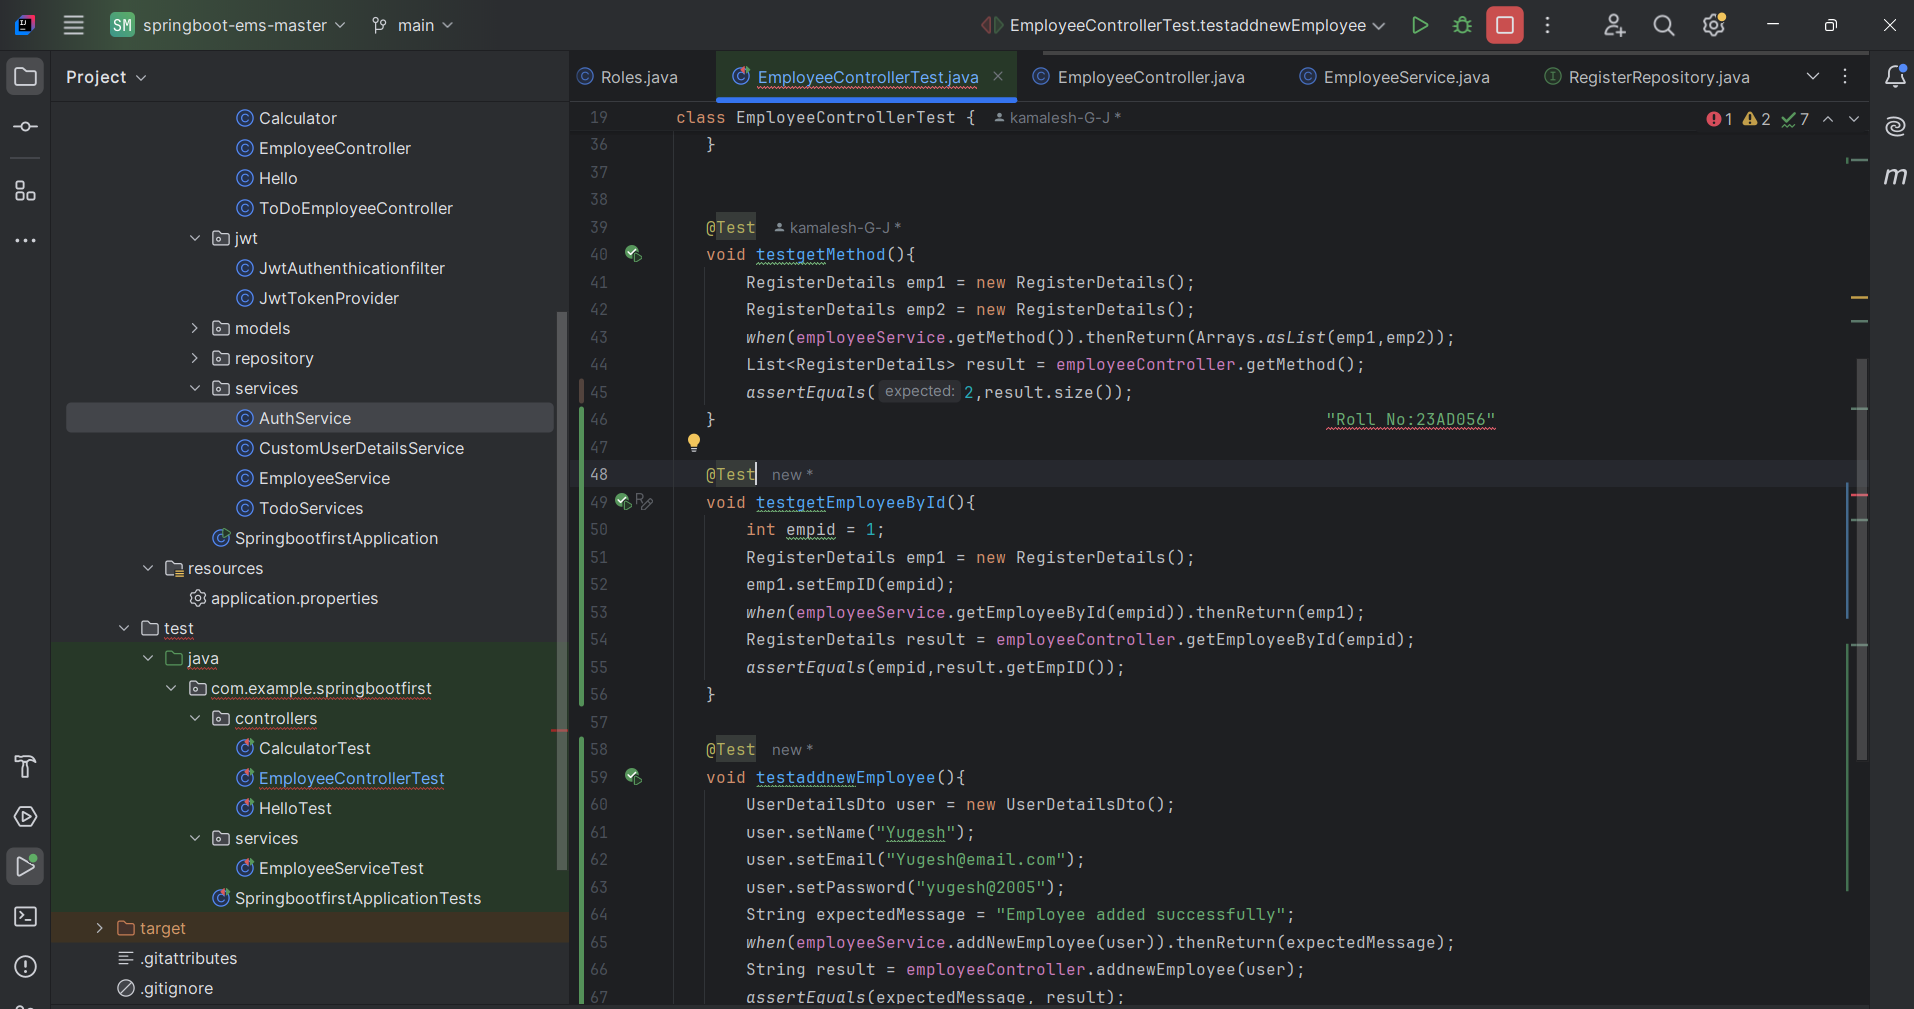 SM springboot-ems-master
main
EmployeeControllerTest.testaddnewEmployee
Project
Calculator
EmployeeController
Hello
ToDoEmployeeController
jwt
JwtAuthenthicationfilter
JwtTokenProvider
models
repository
services
AuthService
CustomUserDetailsService
EmployeeService
TodoServices
SpringbootfirstApplication
resources
application.properties
test
java
com.example.springbootfirst
controllers
CalculatorTest
EmployeeControllerTest
HelloTest
services
EmployeeServiceTest
SpringbootfirstApplicationTests
target
.gitattributes
.gitignore
Roles.java
EmployeeControllerTest.java
EmployeeController.java
EmployeeService.java
RegisterRepository.java
19 class EmployeeControllerTest { kamalesh-G-J *
1 2 7
36 }
37
38
39 @Test kamalesh-G-J *
40 void testgetMethod(){
41 RegisterDetails emp1 = new RegisterDetails();
42 RegisterDetails emp2 = new RegisterDetails();
43 when(employeeService.getMethod()).thenReturn(Arrays.asList(emp1,emp2));
44 List<RegisterDetails> result = employeeController.getMethod();
45 assertEquals( expected: 2,result.size());
46 } "Roll No:23AD056"
47
48 @Test new *
49 void testgetEmployeeById(){
50 int empid = 1;
51 RegisterDetails emp1 = new RegisterDetails();
52 emp1.setEmpID(empid);
53 when(employeeService.getEmployeeById(empid)).thenReturn(emp1);
54 RegisterDetails result = employeeController.getEmployeeById(empid);
55 assertEquals(empid,result.getEmpID());
56 }
57
58 @Test new *
59 void testaddnewEmployee(){
60 UserDetailsDto user = new UserDetailsDto();
61 user.setName("Yugesh");
62 user.setEmail("Yugesh@email.com");
63 user.setPassword("yugesh@2005");
64 String expectedMessage = "Employee added successfully";
65 when(employeeService.addNewEmployee(user)).thenReturn(expectedMessage);
66 String result = employeeController.addnewEmployee(user);
67 assertEquals(expectedMessage, result);
m